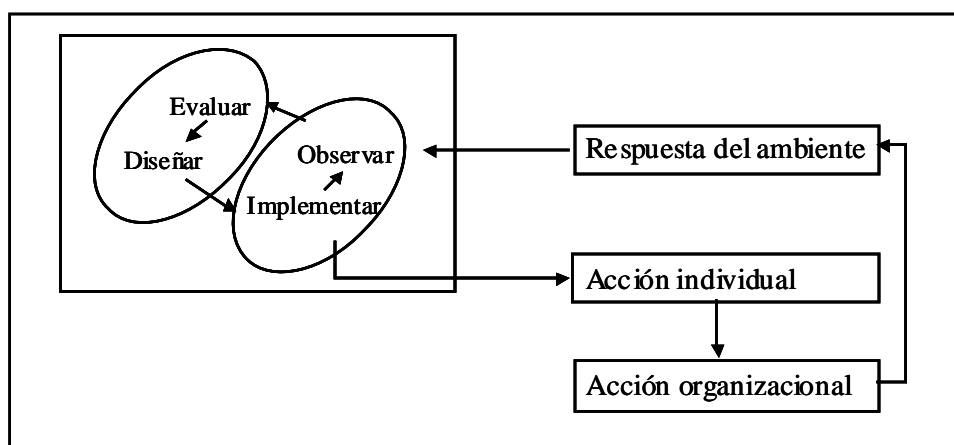 Evaluar
Diseñar
Observar
Implementar
Respuesta del ambiente
Acción individual
Acción organizacional